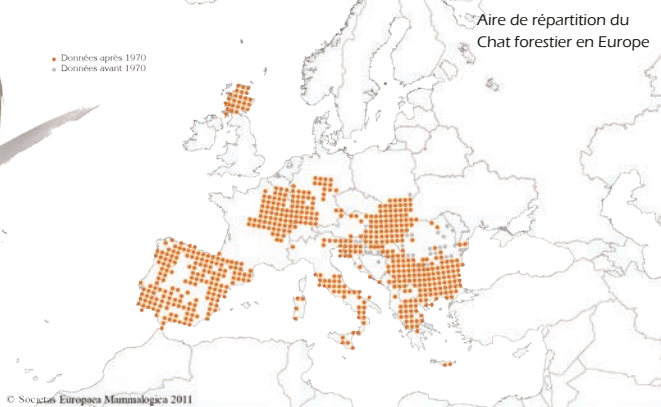 Aire de répartition du
Chat forestier en Europe
Données après 1970
Données avant 1970
© Societas Europaea Mammalogica 2011